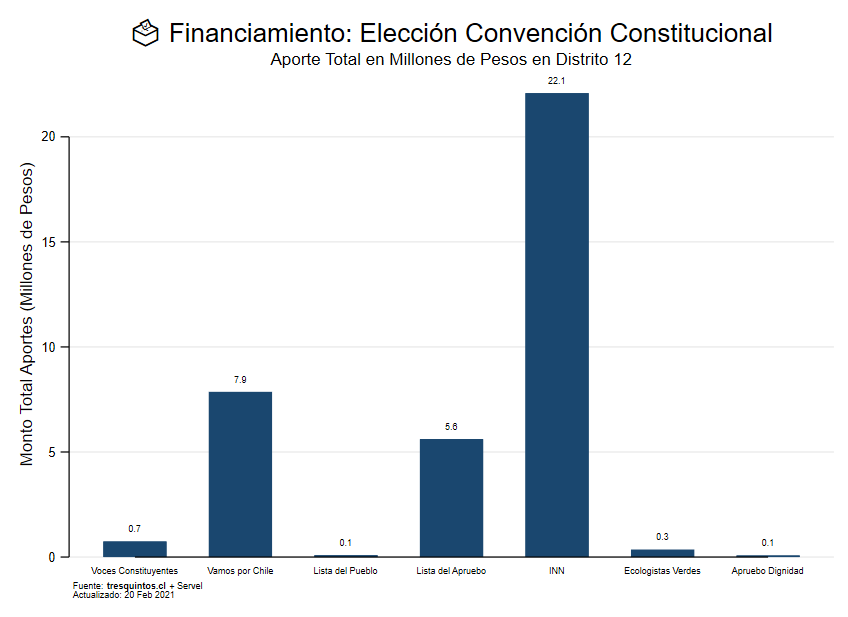 Financiamiento: Elección Convención Constitucional
Aporte Total en Millones de Pesos en Distrito 12
Monto Total Aportes (Millones de Pesos)
20
15
10
5
0
0.7
7.9
0.1
5.6
22.1
0.3
0.1
Voces Constituyentes
Vamos por Chile
Lista del Pueblo
Lista del Apruebo
INN
Ecologistas Verdes
Apruebo Dignidad
Fuente: tresquintos.cl + Servel
Actualizado: 20 Feb 2021